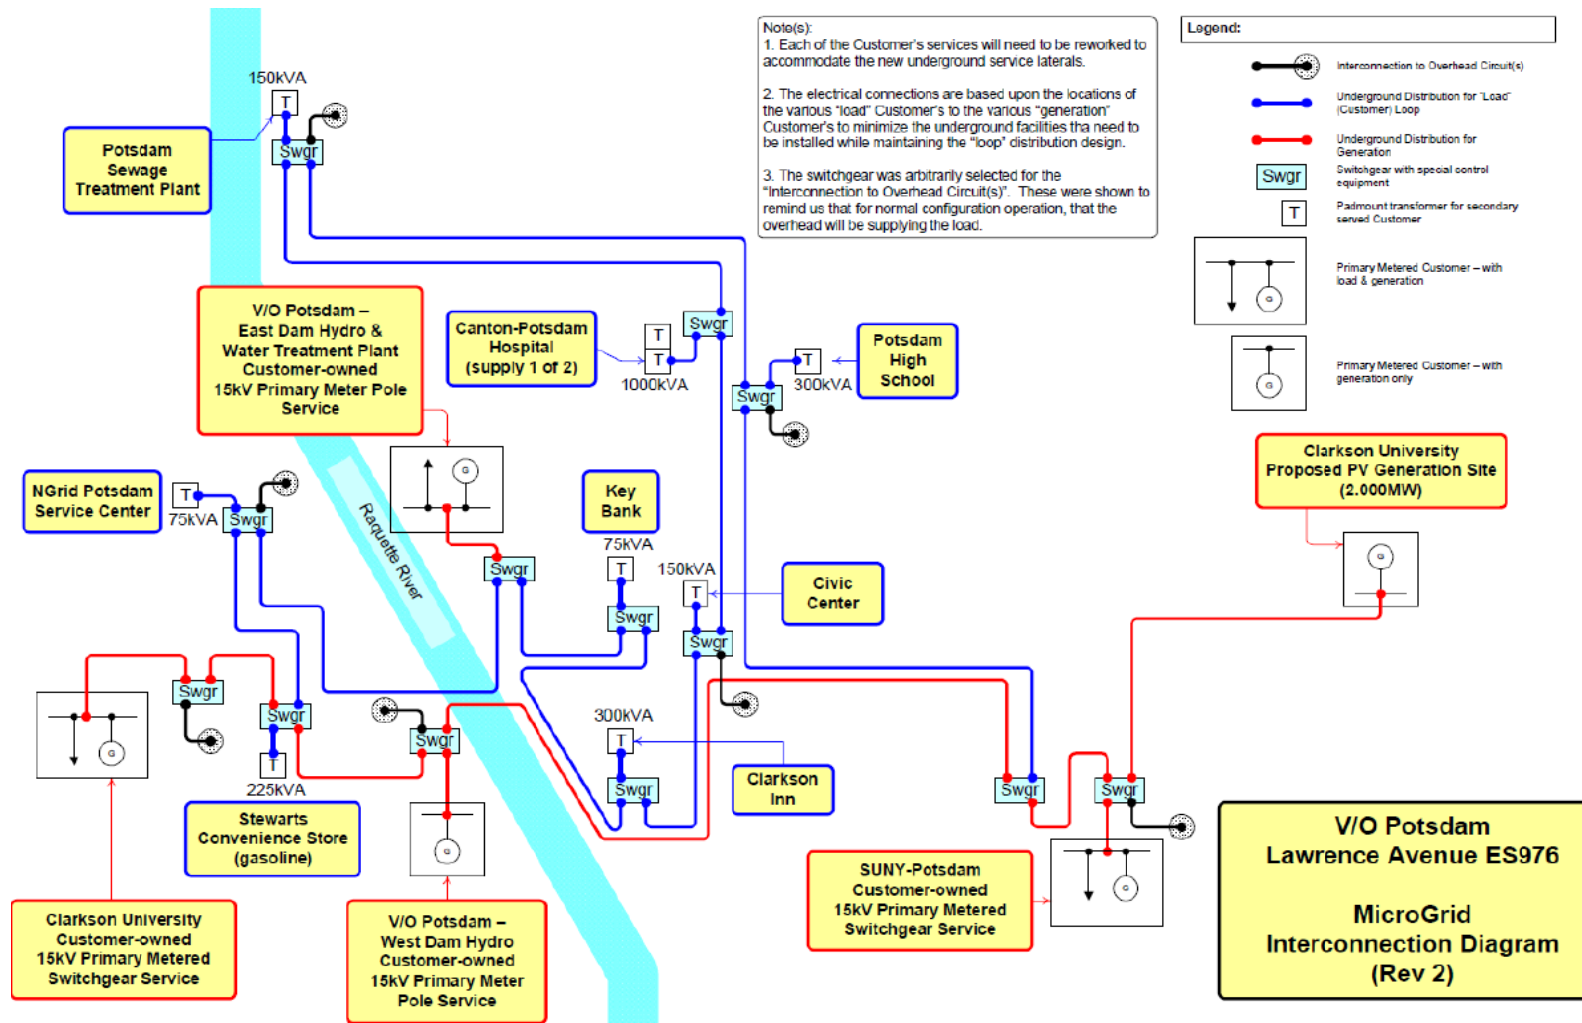 Note(s):
1. Each of the Customer's services will need to be reworked to
accommodate the new underground service laterals.
2. The electrical connections are based upon the locations of
the various "load" Customer's to the various "generation"
Customer's to minimize the underground facilities tha need to
be installed while maintaining the "loop" distribution design.
3. The switchgear was arbitrarily selected for the
"Interconnection to Overhead Circuit(s)". These were shown to
remind us that for normal configuration operation, that the
overhead will be supplying the load.
Legend:
Interconnection to Overhead Circuit(s)
Underground Distribution for "Load"
(Customer) Loop
Underground Distribution for
Generation
Swgr
Switchgear with special control
equipment
T
Padmount transformer for secondary
served Customer
G
Primary Metered Customer – with
load & generation
G
Primary Metered Customer – with
generation only
150kVA
T
Swgr
Potsdam
Sewage
Treatment Plant
V/O Potsdam –
East Dam Hydro &
Water Treatment Plant
Customer-owned
15kV Primary Meter Pole
Service
Canton-Potsdam
Hospital
(supply 1 of 2)
T
T
1000kVA
Swgr
Potsdam
High
School
T
300kVA
Swgr
Clarkson University
Proposed PV Generation Site
(2.000MW)
G
NGrid Potsdam
Service Center
T
75kVA
Swgr
G
Raquette River
Swgr
Key
Bank
75kVA
T
Swgr
150kVA
T
Swgr
Civic
Center
Swgr
G
Swgr
T
225kVA
Swgr
300kVA
T
Swgr
Clarkson
Inn
Swgr
Swgr
G
G
Stewarts
Convenience Store
(gasoline)
Clarkson University
Customer-owned
15kV Primary Metered
Switchgear Service
V/O Potsdam –
West Dam Hydro
Customer-owned
15kV Primary Meter
Pole Service
SUNY-Potsdam
Customer-owned
15kV Primary Metered
Switchgear Service
V/O Potsdam
Lawrence Avenue ES976
MicroGrid
Interconnection Diagram
(Rev 2)